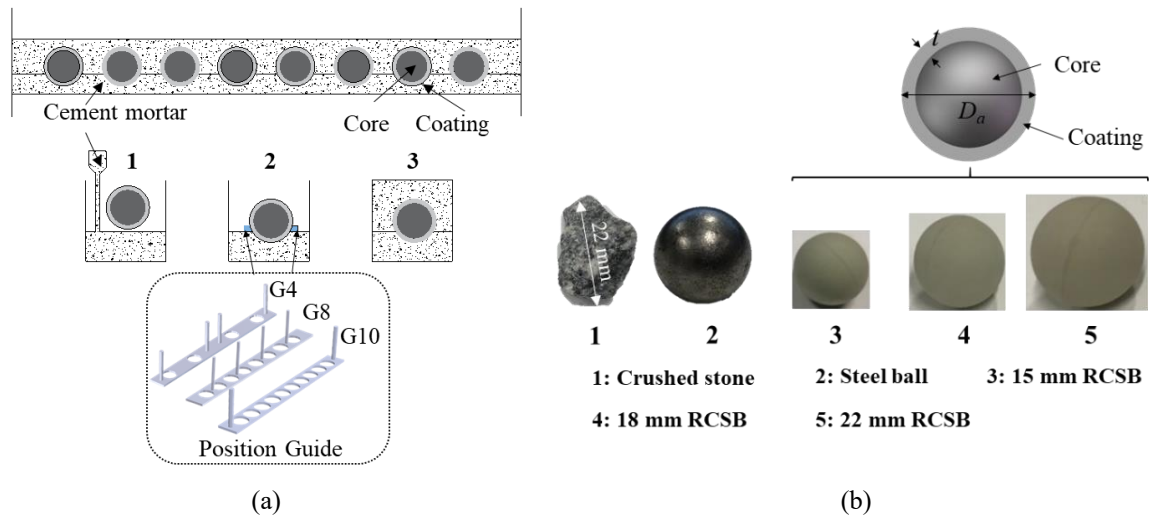 Cement mortar
Core
Coating
1
2
3
G4
G8
G10
Position Guide
(a)
t
Core
D_a
Coating
22 mm
1
2
3
4
5
1: Crushed stone
2: Steel ball
3: 15 mm RCSB
4: 18 mm RCSB
5: 22 mm RCSB
(b)